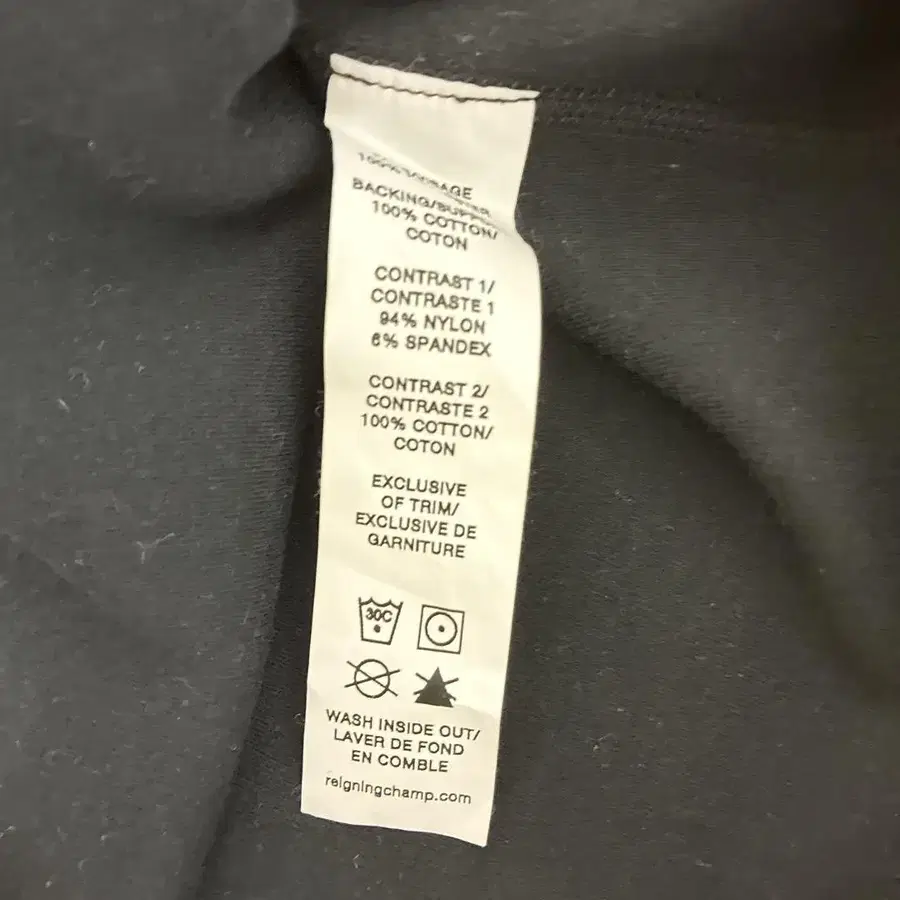 BACKING/
100% COTTON/
COTON
CONTRAST 1/
CONTRASTE 1
94% NYLON
6% SPANDEX
CONTRAST 2/
CONTRASTE 2
100% COTTON/
COTON
EXCLUSIVE
OF TRIM/
EXCLUSIVE DE
GARNITURE
30C
WASH INSIDE OUT/
LAVER DE FOND
EN COMBLE
reigningchamp.com